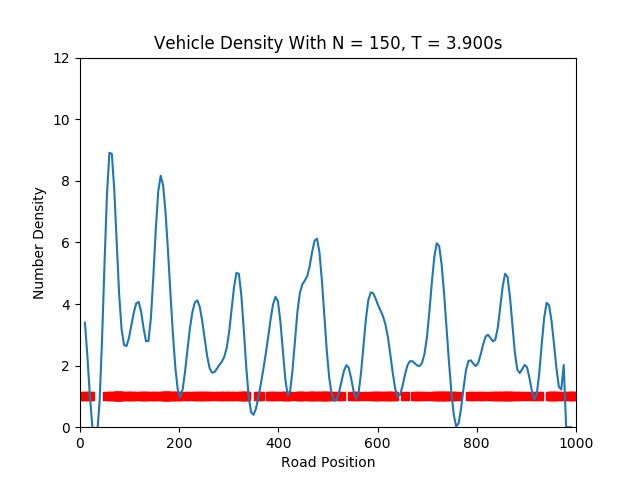 Vehicle Density With N = 150, T = 3.900s
12
10
8
6
4
2
0
Number Density
0 200 400 600 800 1000
Road Position